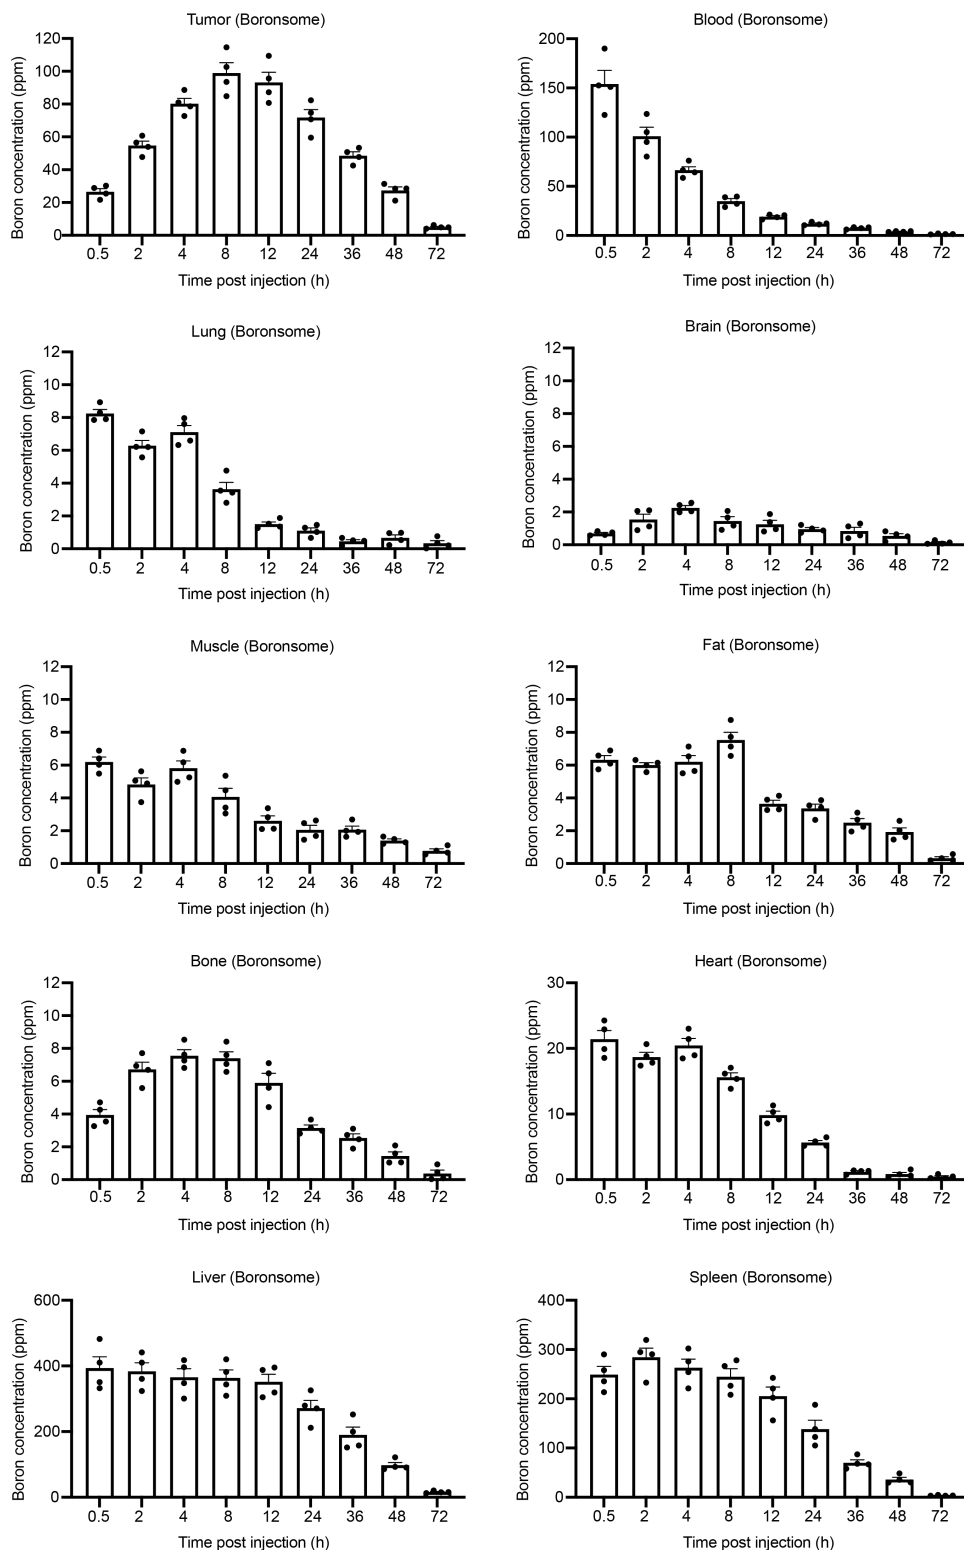 Tumor (Boronsome)
Boron concentration (ppm)
120
100
80
60
40
20
0
0.5 2 4 8 12 24 36 48 72
Time post injection (h)
Blood (Boronsome)
Boron concentration (ppm)
200
150
100
50
0
0.5 2 4 8 12 24 36 48 72
Time post injection (h)
Lung (Boronsome)
Boron concentration (ppm)
12
10
8
6
4
2
0
0.5 2 4 8 12 24 36 48 72
Time post injection (h)
Brain (Boronsome)
Boron concentration (ppm)
12
10
8
6
4
2
0
0.5 2 4 8 12 24 36 48 72
Time post injection (h)
Muscle (Boronsome)
Boron concentration (ppm)
12
10
8
6
4
2
0
0.5 2 4 8 12 24 36 48 72
Time post injection (h)
Fat (Boronsome)
Boron concentration (ppm)
12
10
8
6
4
2
0
0.5 2 4 8 12 24 36 48 72
Time post injection (h)
Bone (Boronsome)
Boron concentration (ppm)
12
10
8
6
4
2
0
0.5 2 4 8 12 24 36 48 72
Time post injection (h)
Heart (Boronsome)
Boron concentration (ppm)
30
20
10
0
0.5 2 4 8 12 24 36 48 72
Time post injection (h)
Liver (Boronsome)
Boron concentration (ppm)
600
400
200
0
0.5 2 4 8 12 24 36 48 72
Time post injection (h)
Spleen (Boronsome)
Boron concentration (ppm)
400
300
200
100
0
0.5 2 4 8 12 24 36 48 72
Time post injection (h)